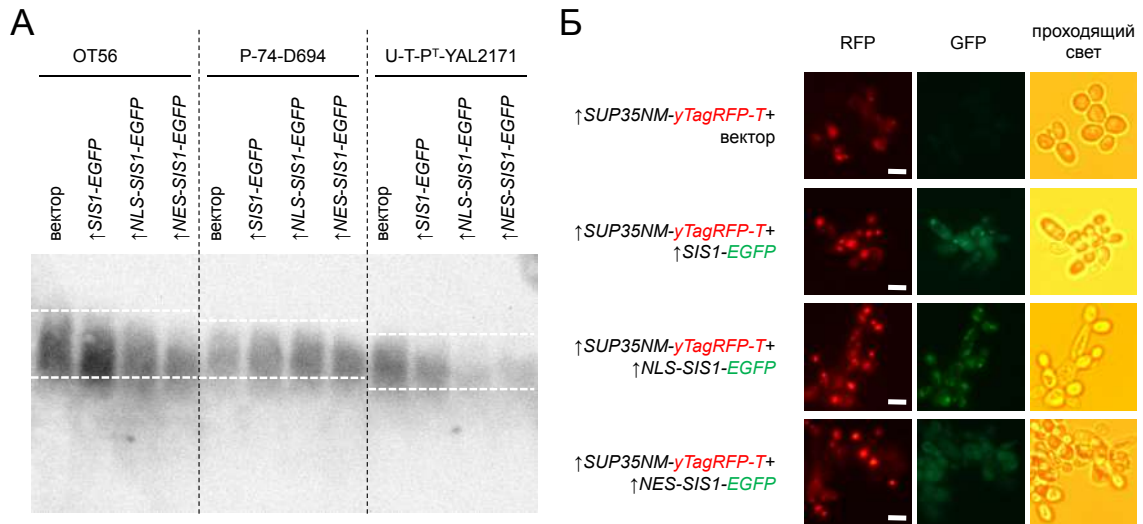 А
OT56
P-74-D694
U-T-Pᵀ-YAL2171
вектор
↑SIS1-EGFP
↑NLS-SIS1-EGFP
↑NES-SIS1-EGFP
вектор
↑SIS1-EGFP
↑NLS-SIS1-EGFP
↑NES-SIS1-EGFP
вектор
↑SIS1-EGFP
↑NLS-SIS1-EGFP
↑NES-SIS1-EGFP
Б
RFP
GFP
проходящий
свет
↑SUP35NM-yTagRFP-T+
вектор
↑SUP35NM-yTagRFP-T+
↑SIS1-EGFP
↑SUP35NM-yTagRFP-T+
↑NLS-SIS1-EGFP
↑SUP35NM-yTagRFP-T+
↑NES-SIS1-EGFP